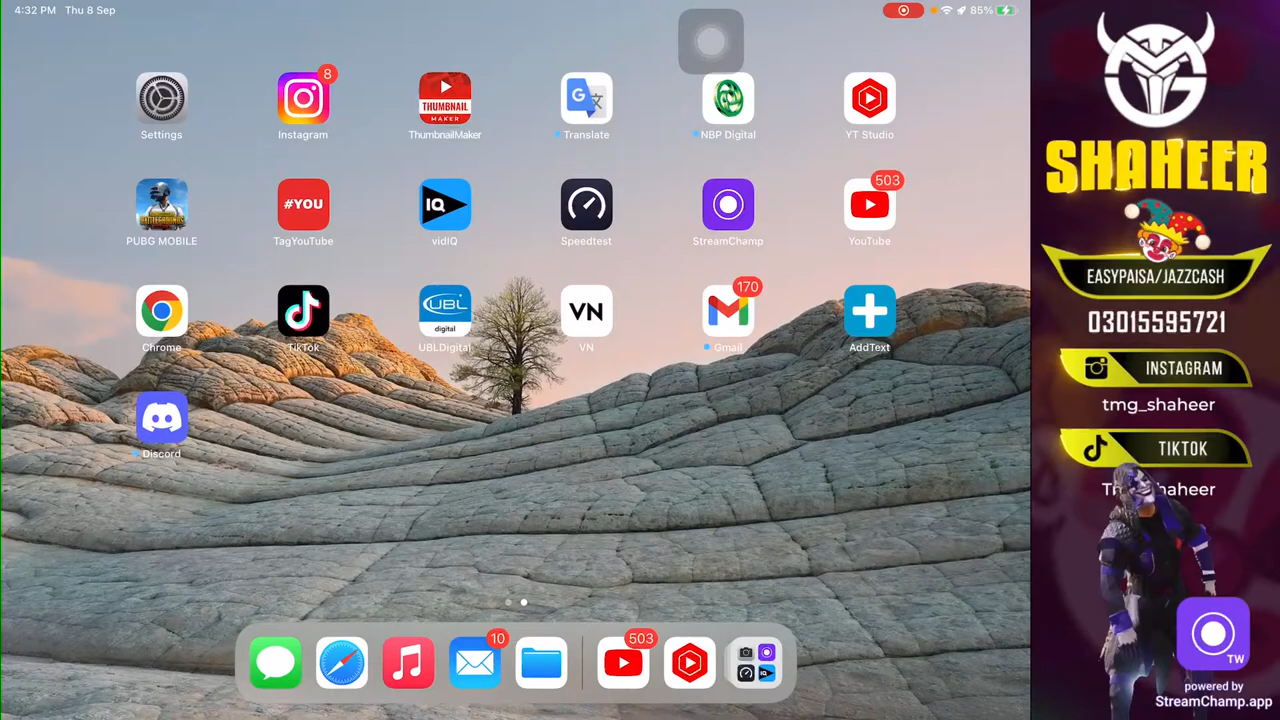 4:32 PM Thu 8 Sep
85%
Settings
8
Instagram
THUMBNAIL
MAKER
ThumbnailMaker
G
Translate
NBP Digital
YT Studio
BATTLEGROUNDS
PUBG MOBILE
#YOU
TagYouTube
IQ
vidIQ
Speedtest
StreamChamp
503
YouTube
Chrome
TikTok
UBL
digital
UBLDigital
VN
VN
170
Gmail
AddText
Discord
10
503
IQ
SHAHEER
EASYPAISA/JAZZCASH
03015595721
INSTAGRAM
tmg_shaheer
TIKTOK
TW
powered by
StreamChamp.app